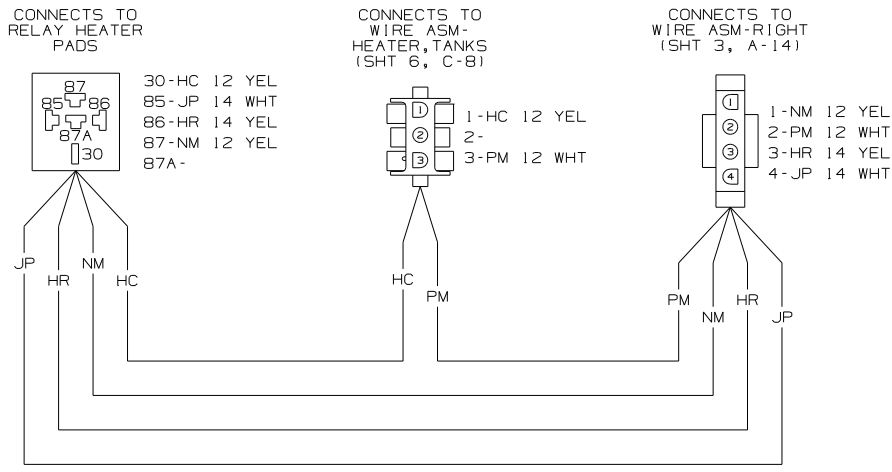 CONNECTS TO
RELAY HEATER
PADS
CONNECTS TO
WIRE ASM-
HEATER,TANKS
(SHT 6, C-8)
CONNECTS TO
WIRE ASM-RIGHT
(SHT 3, A-14)
87
85 86
87A
30
30-HC 12 YEL
85-JP 14 WHT
86-HR 14 YEL
87-NM 12 YEL
87A-
1
2
3
1-HC 12 YEL
2-
3-PM 12 WHT
1
2
3
4
1-NM 12 YEL
2-PM 12 WHT
3-HR 14 YEL
4-JP 14 WHT
JP
HR
NM
HC
HC
PM
PM
NM
HR
JP